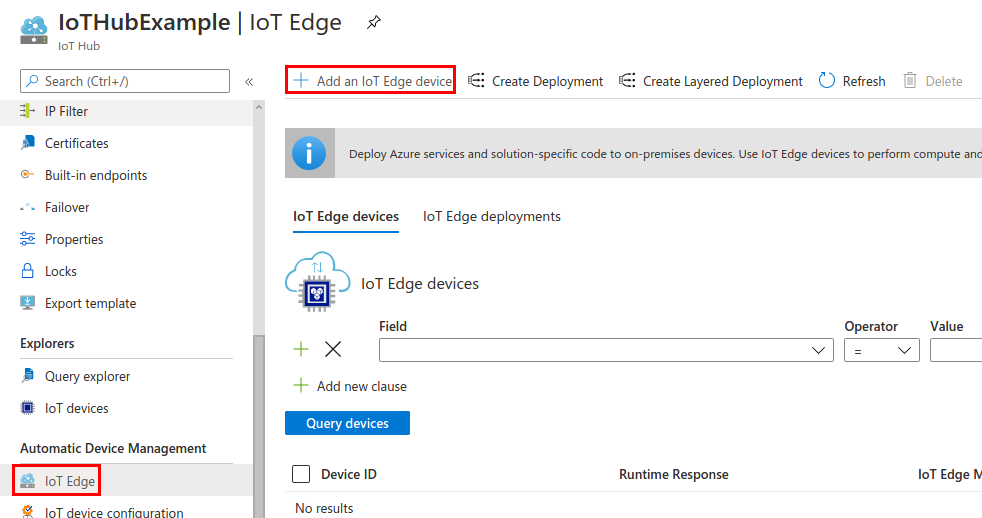 IoTHubExample | IoT Edge
IoT Hub
Search (Ctrl+/)
«
IP Filter
Certificates
Built-in endpoints
Failover
Properties
Locks
Export template
Explorers
Query explorer
IoT devices
Automatic Device Management
IoT Edge
IoT device configuration
Add an IoT Edge device
Create Deployment
Create Layered Deployment
Refresh
Delete
Deploy Azure services and solution-specific code to on-premises devices. Use IoT Edge devices to perform compute and
IoT Edge devices
IoT Edge deployments
IoT Edge devices
Field
Operator
Value
=
Add new clause
Query devices
Device ID
Runtime Response
IoT Edge M
No results